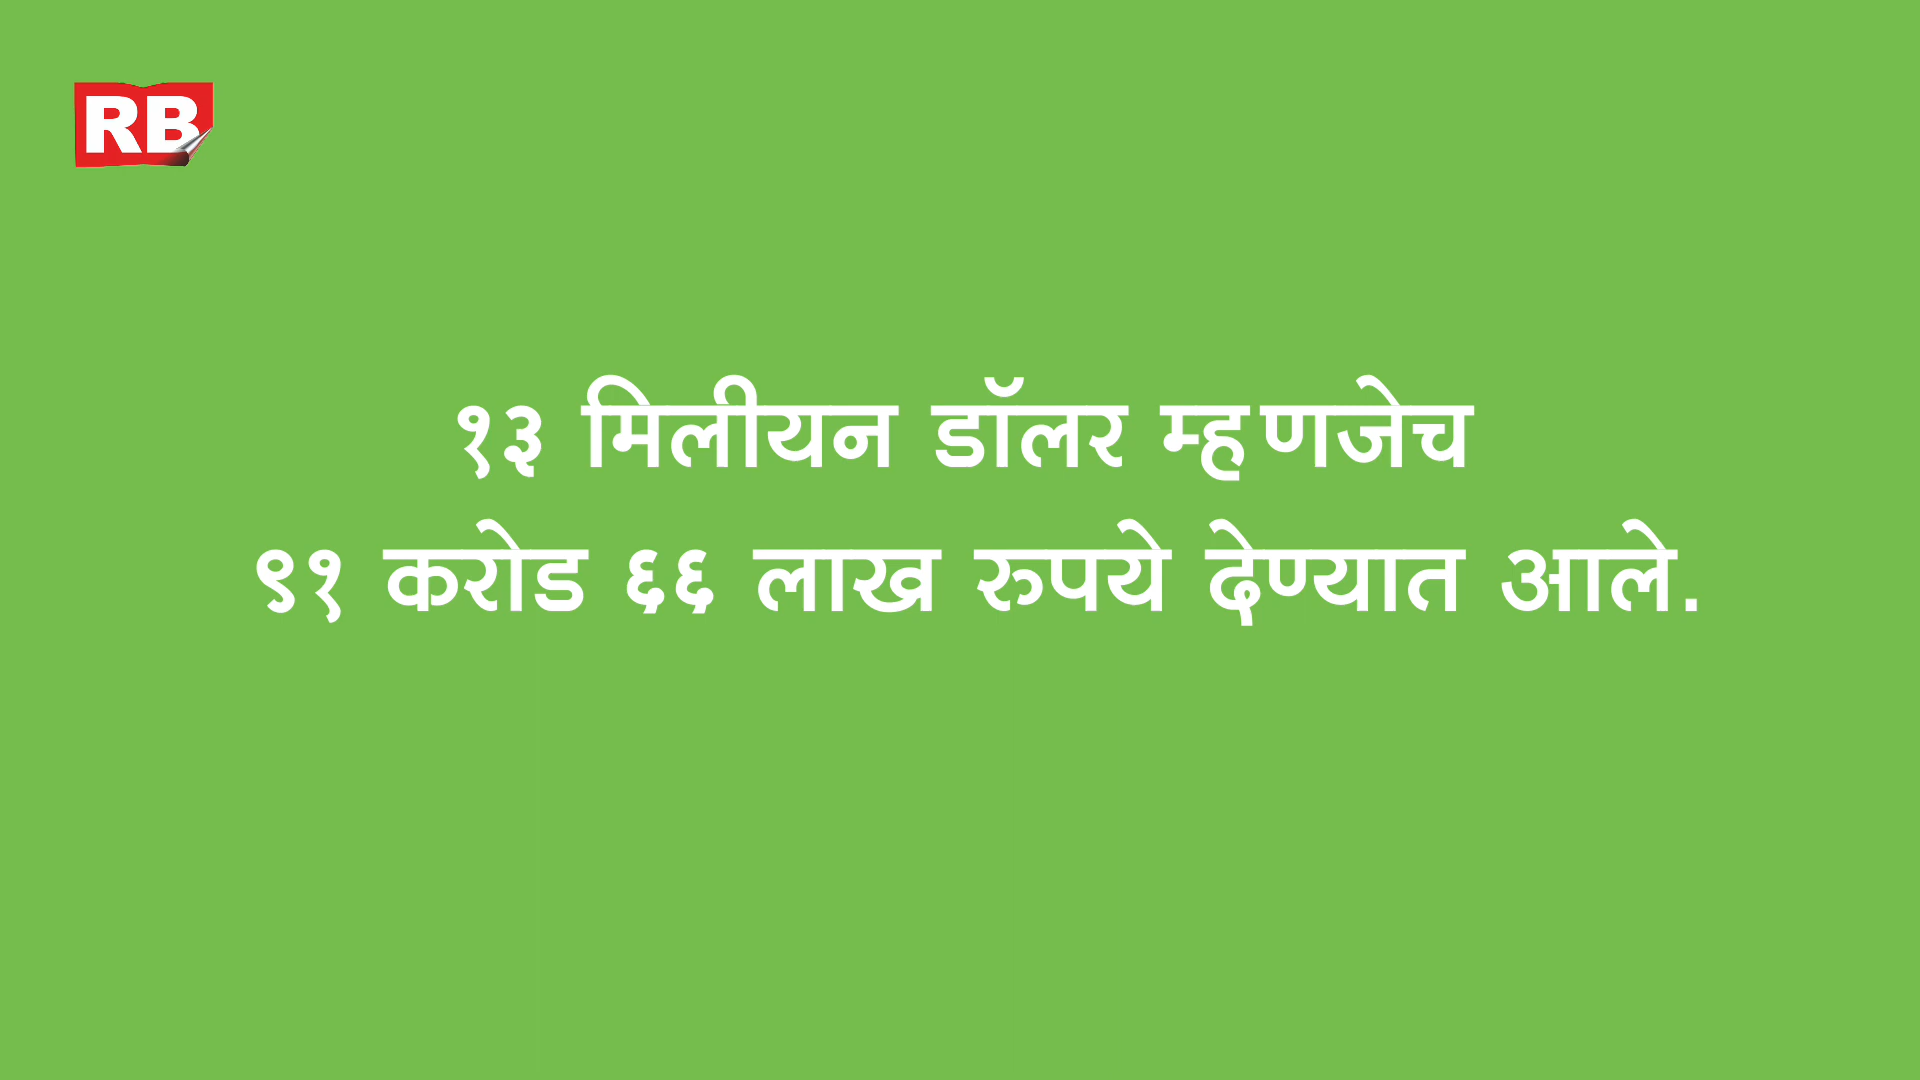 RB
१३ मिलीयन डॉलर म्हणजेच
९१ करोड ६६ लाख रुपये देण्यात आले.